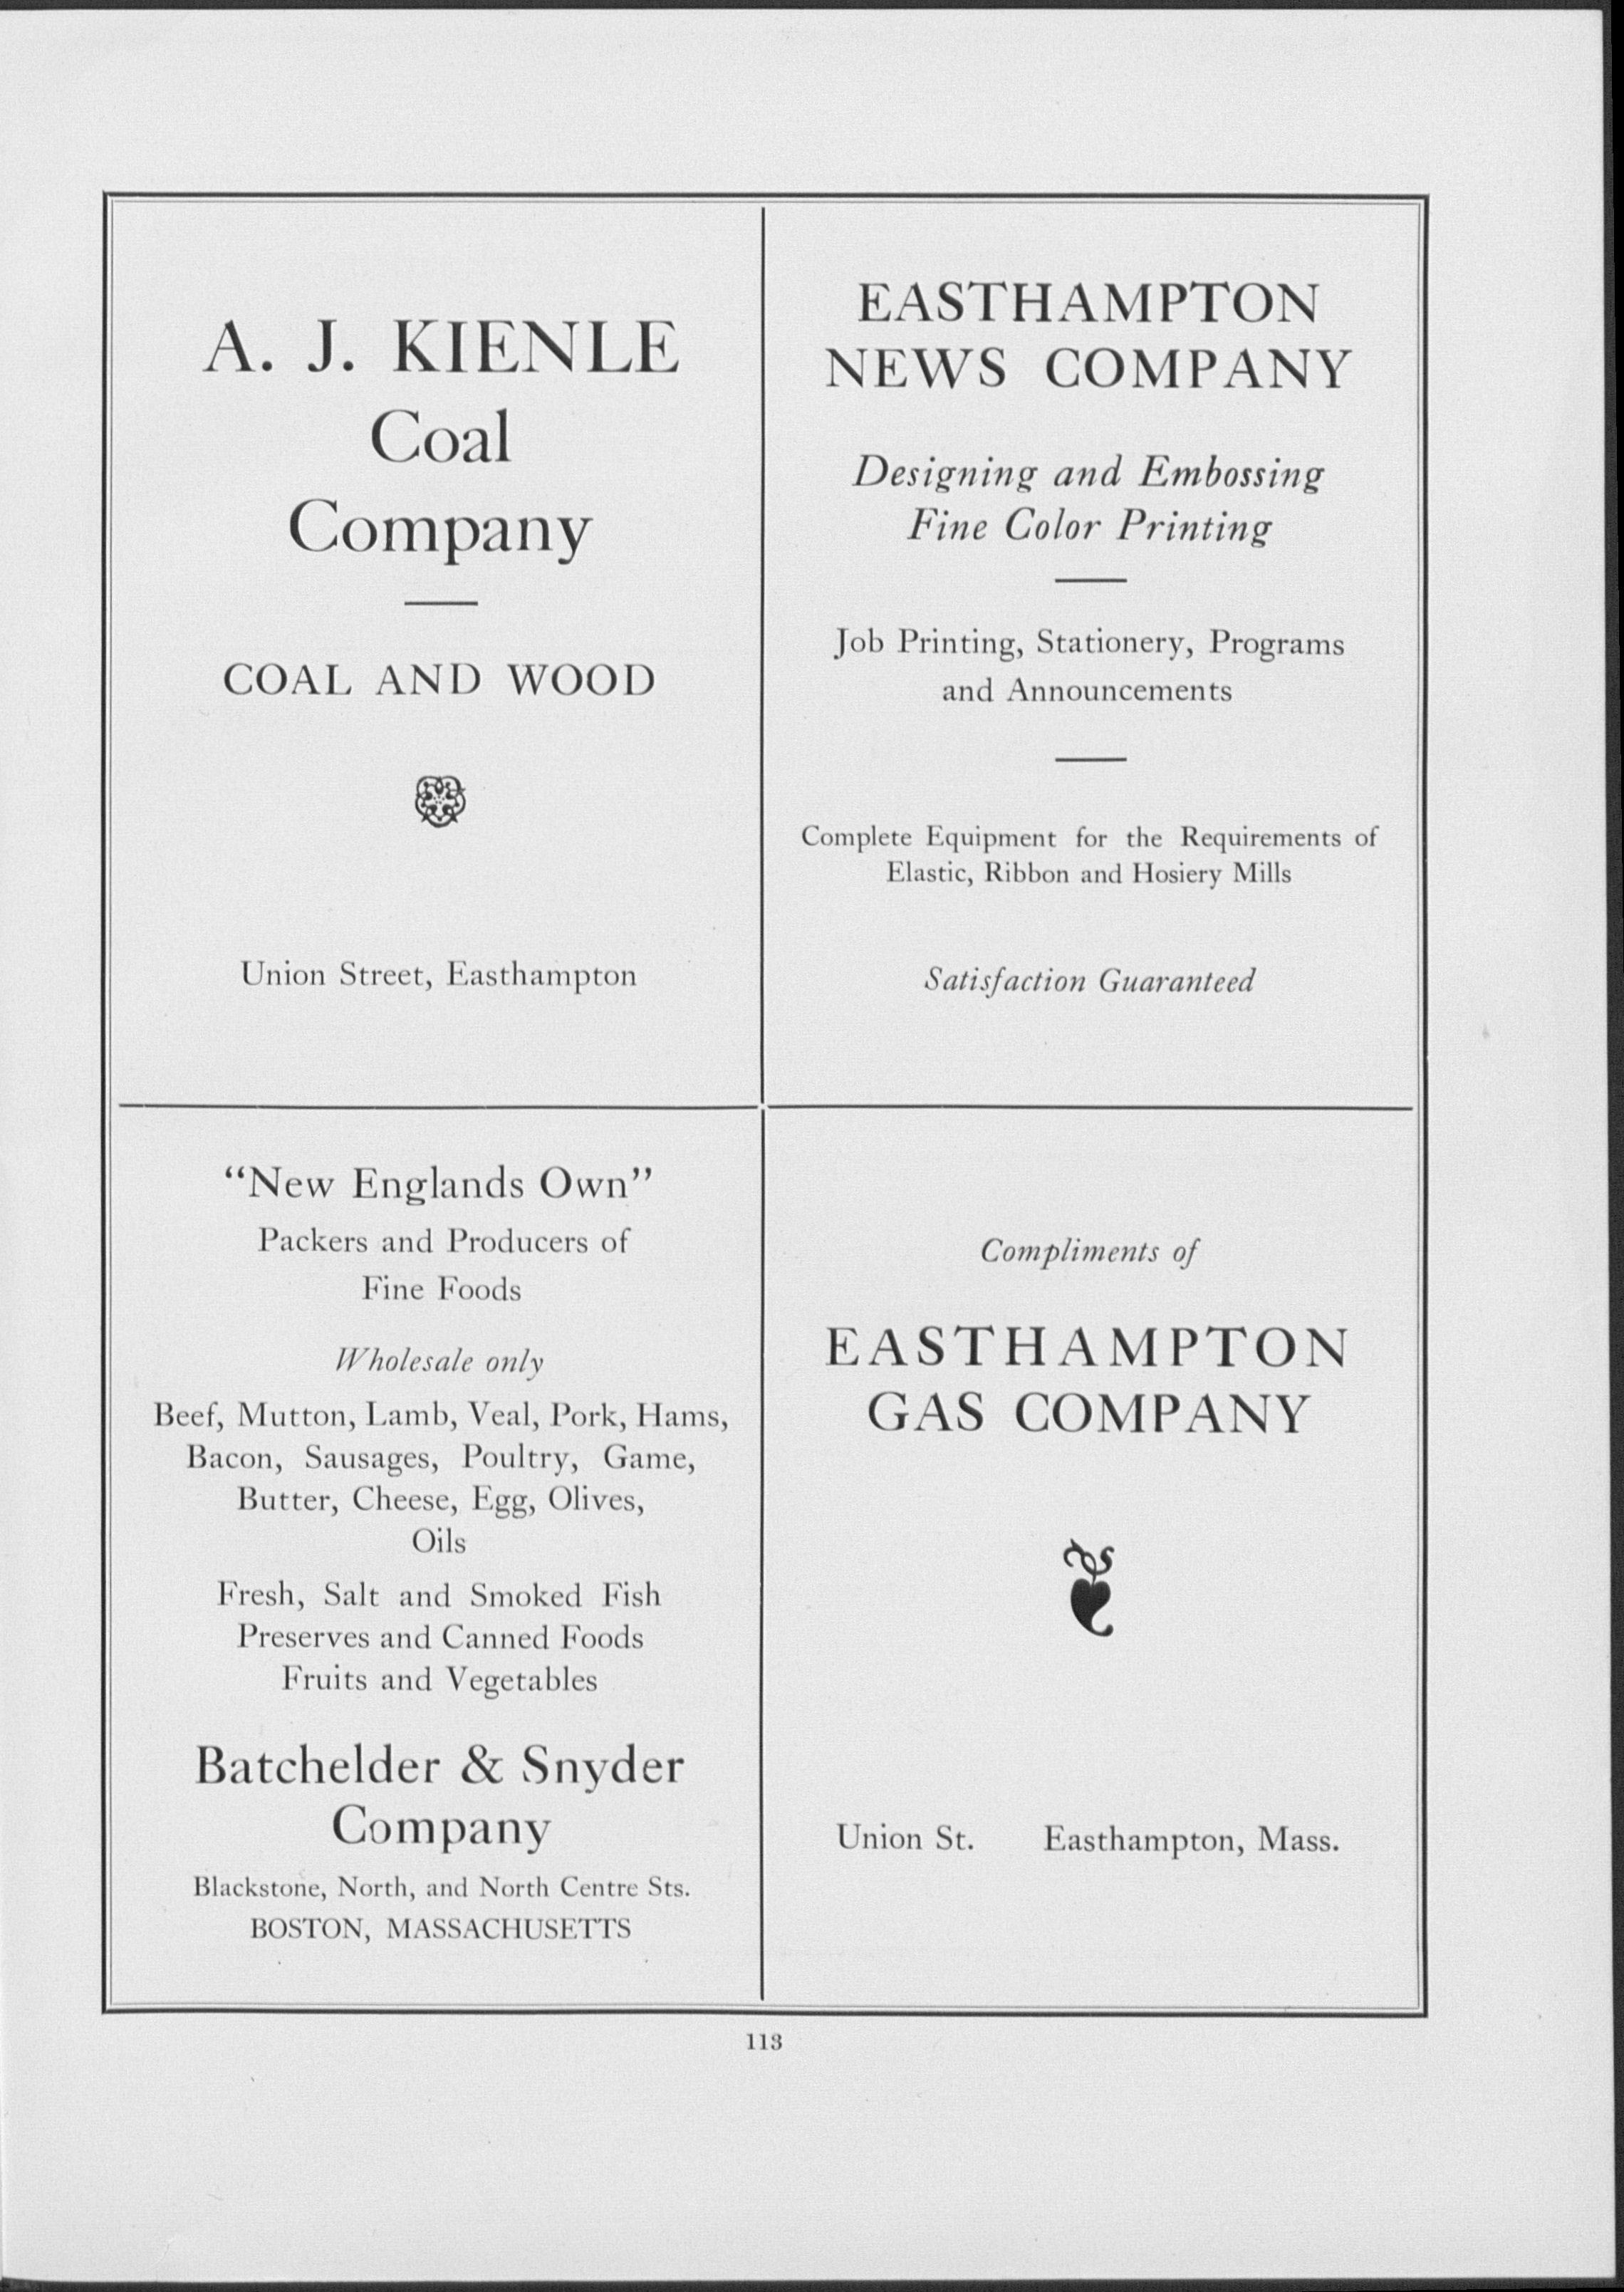 A. J. KIENLE
Coal
Company
COAL AND WOOD
Union Street, Easthampton
EASTHAMPTON
NEWS COMPANY
Designing and Embossing
Fine Color Printing
Job Printing, Stationery, Programs
and Announcements
Complete Equipment for the Requirements of
Elastic, Ribbon and Hosiery Mills
Satisfaction Guaranteed
“New Englands Own”
Packers and Producers of
Fine Foods
Wholesale only
Beef, Mutton, Lamb, Veal, Pork, Hams,
Bacon, Sausages, Poultry, Game,
Butter, Cheese, Egg, Olives,
Oils
Fresh, Salt and Smoked Fish
Preserves and Canned Foods
Fruits and Vegetables
Batchelder & Snyder
Company
Blackstone, North, and North Centre Sts.
BOSTON, MASSACHUSETTS
Compliments of
EASTHAMPTON
GAS COMPANY
Union St. Easthampton, Mass.
113